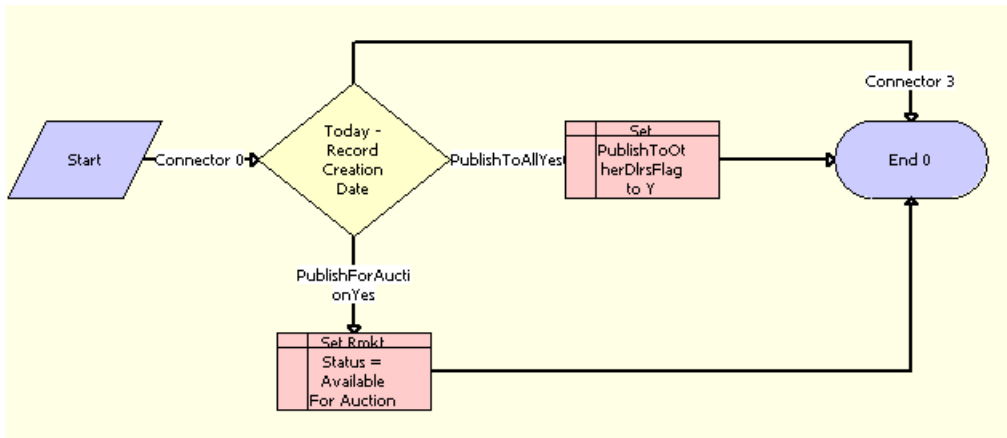 Connector 3
Start
Connector 0
Today -
Record
Creation
Date
PublishToAllYes
Set
PublishToOt
herDlrsFlag
to Y
End 0
PublishForAucti
onYes
Set Rmkt
Status =
Available
For Auction